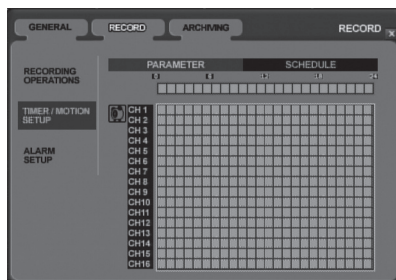 GENERAL RECORD ARCHIVING RECORD X
PARAMETER SCHEDULE
RECORDING
OPERATIONS
TIMER / MOTION
SETUP
ALARM
SETUP
CH 1
CH 2
CH 3
CH 4
CH 5
CH 6
CH 7
CH 8
CH 9
CH10
CH11
CH12
CH13
CH14
CH15
CH16